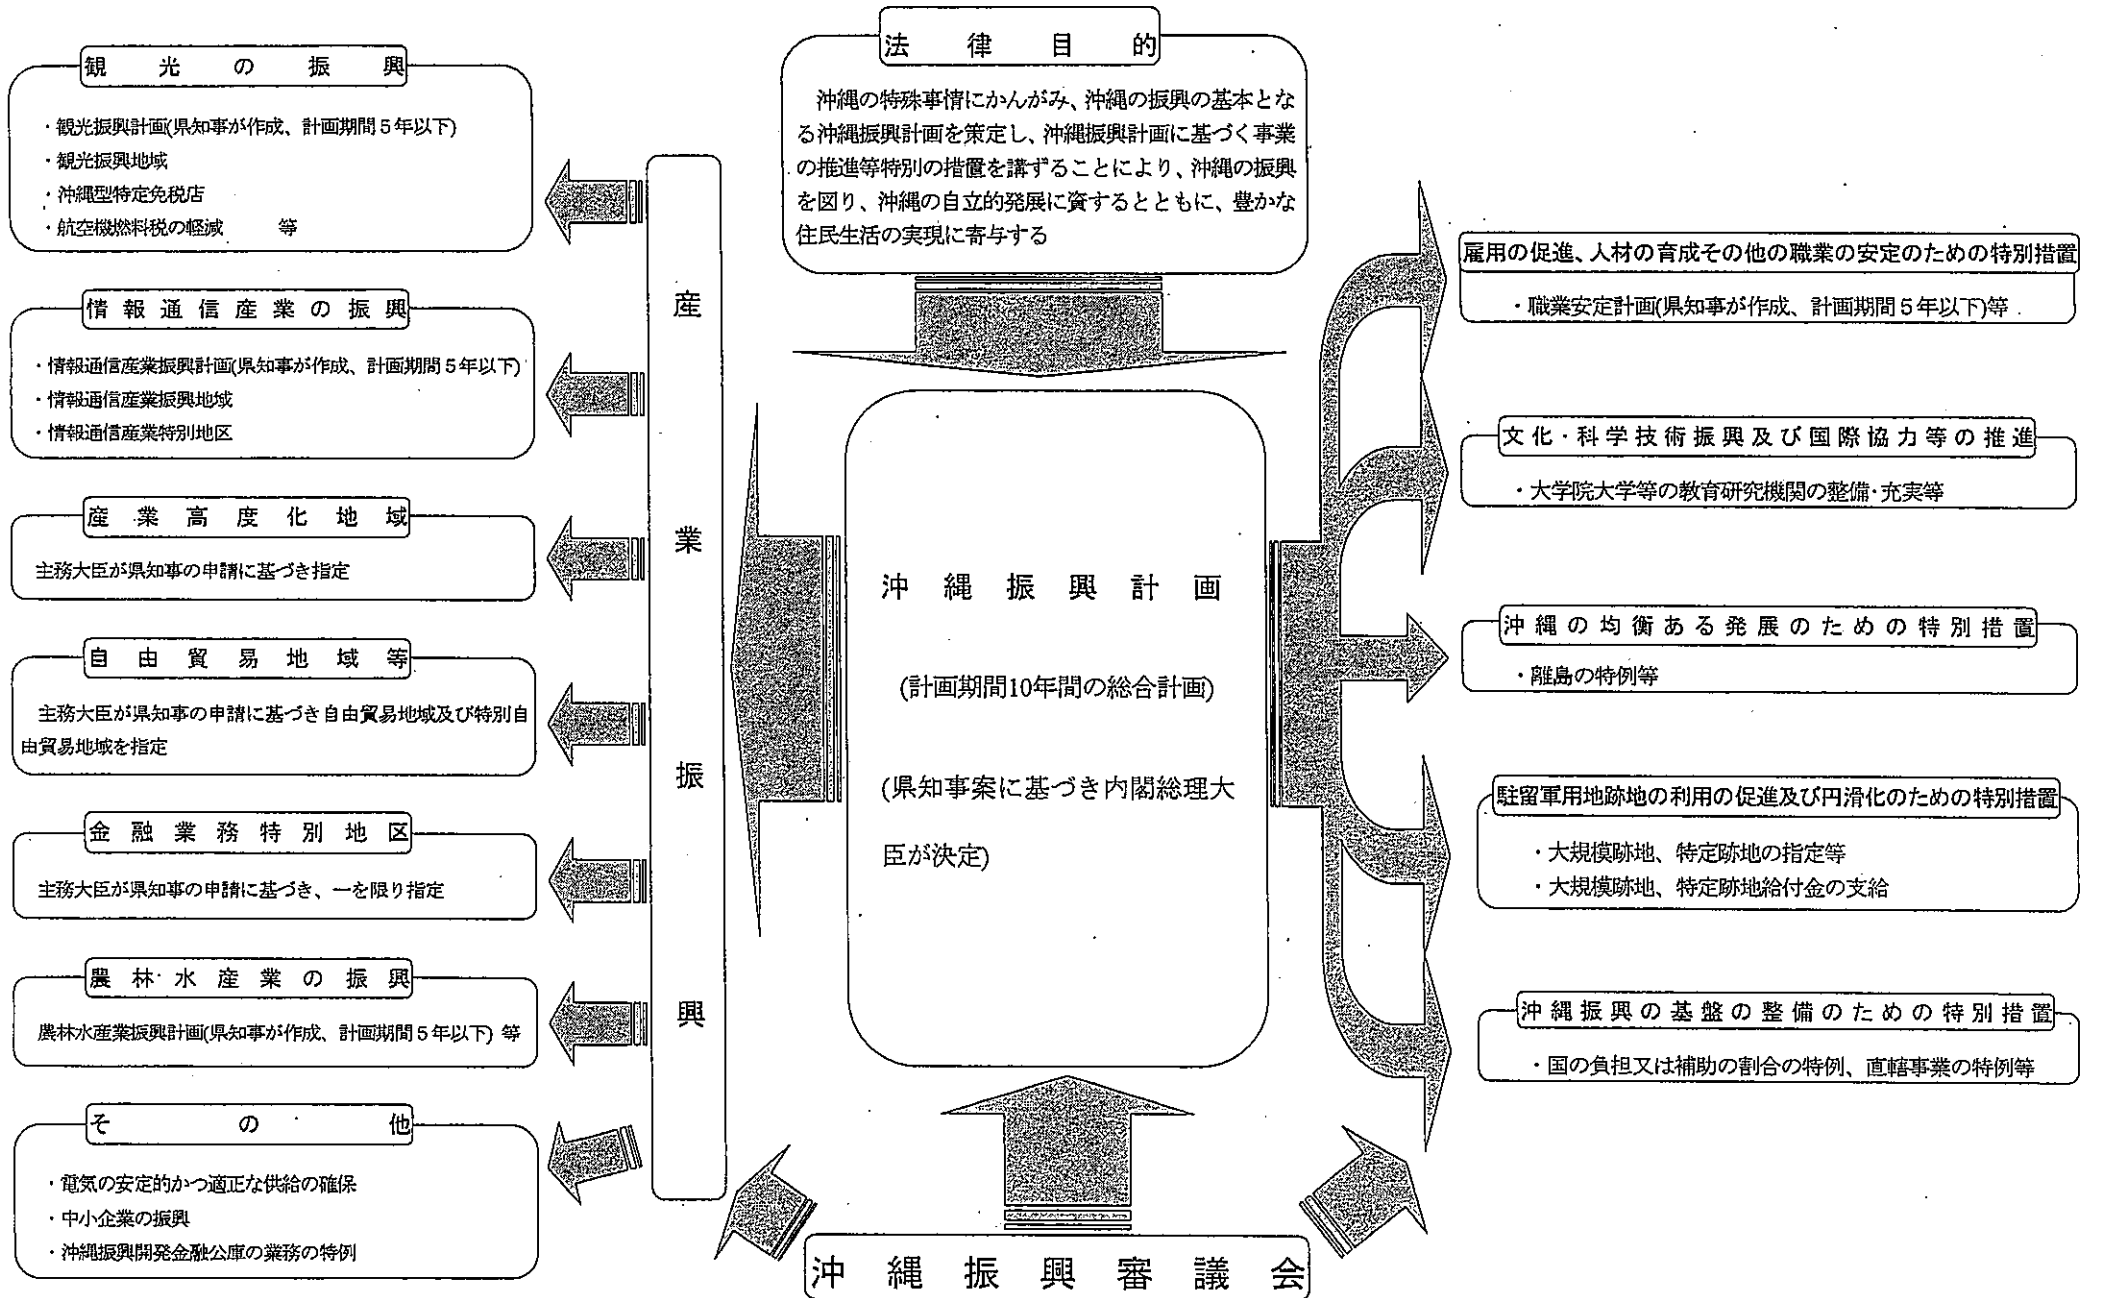 法律目的
沖縄の特殊事情にかんがみ、沖縄の振興の基本とな
る沖縄振興計画を策定し、沖縄振興計画に基づく事業
の推進等特別の措置を講ずることにより、沖縄の振興
を図り、沖縄の自立的発展に資するとともに、豊かな
住民生活の実現に寄与する
観光の振興
・観光振興計画(県知事が作成、計画期間5年以下)
・観光振興地域
・沖縄型特定免税店
・航空機燃料税の軽減 等
情報通信産業の振興
・情報通信産業振興計画(県知事が作成、計画期間5年以下)
・情報通信産業振興地域
・情報通信産業特別地区
産業高度化地域
主務大臣が県知事の申請に基づき指定
自由貿易地域等
主務大臣が県知事の申請に基づき自由貿易地域及び特別自
由貿易地域を指定
金融業務特別地区
主務大臣が県知事の申請に基づき、一を限り指定
農林水産業の振興
農林水産業振興計画(県知事が作成、計画期間5年以下) 等
その他
・電気の安定的かつ適正な供給の確保
・中小企業の振興
・沖縄振興開発金融公庫の業務の特例
産業振興
沖縄振興計画
(計画期間10年間の総合計画)
(県知事案に基づき内閣総理大
臣が決定)
雇用の促進、人材の育成その他の職業の安定のための特別措置
・職業安定計画(県知事が作成、計画期間5年以下)等
文化・科学技術振興及び国際協力等の推進
・大学院大学等の教育研究機関の整備・充実等
沖縄の均衡ある発展のための特別措置
・離島の特例等
駐留軍用地跡地の利用の促進及び円滑化のための特別措置
・大規模跡地、特定跡地の指定等
・大規模跡地、特定跡地給付金の支給
沖縄振興の基盤の整備のための特別措置
・国の負担又は補助の割合の特例、直轄事業の特例等
沖縄振興審議会